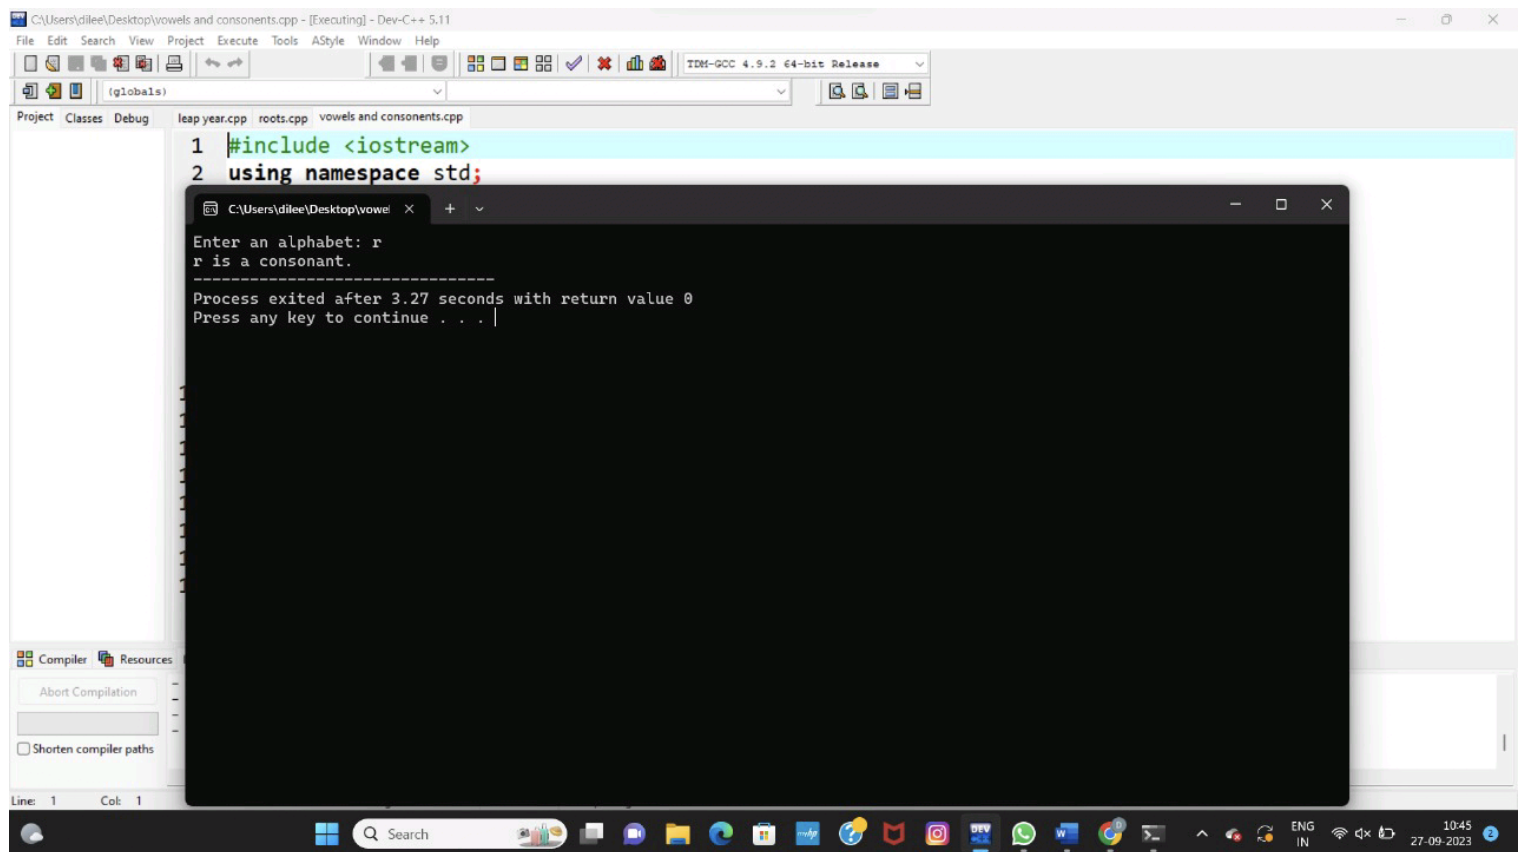 C:\Users\dilee\Desktop\vowels and consonents.cpp - [Executing] - Dev-C++ 5.11
File Edit Search View Project Execute Tools AStyle Window Help
TDM-GCC 4.9.2 64-bit Release
(globals)
Project Classes Debug leap year.cpp roots.cpp vowels and consonents.cpp
1 #include <iostream>
2 using namespace std;
C:\Users\dilee\Desktop\vowel
Enter an alphabet: r
r is a consonant.
--------------------------------
Process exited after 3.27 seconds with return value 0
Press any key to continue . . .
Compiler Resources
Abort Compilation
Shorten compiler paths
Line: 1 Col: 1
Search
DEV
ENG
IN
10:45
27-09-2023
2